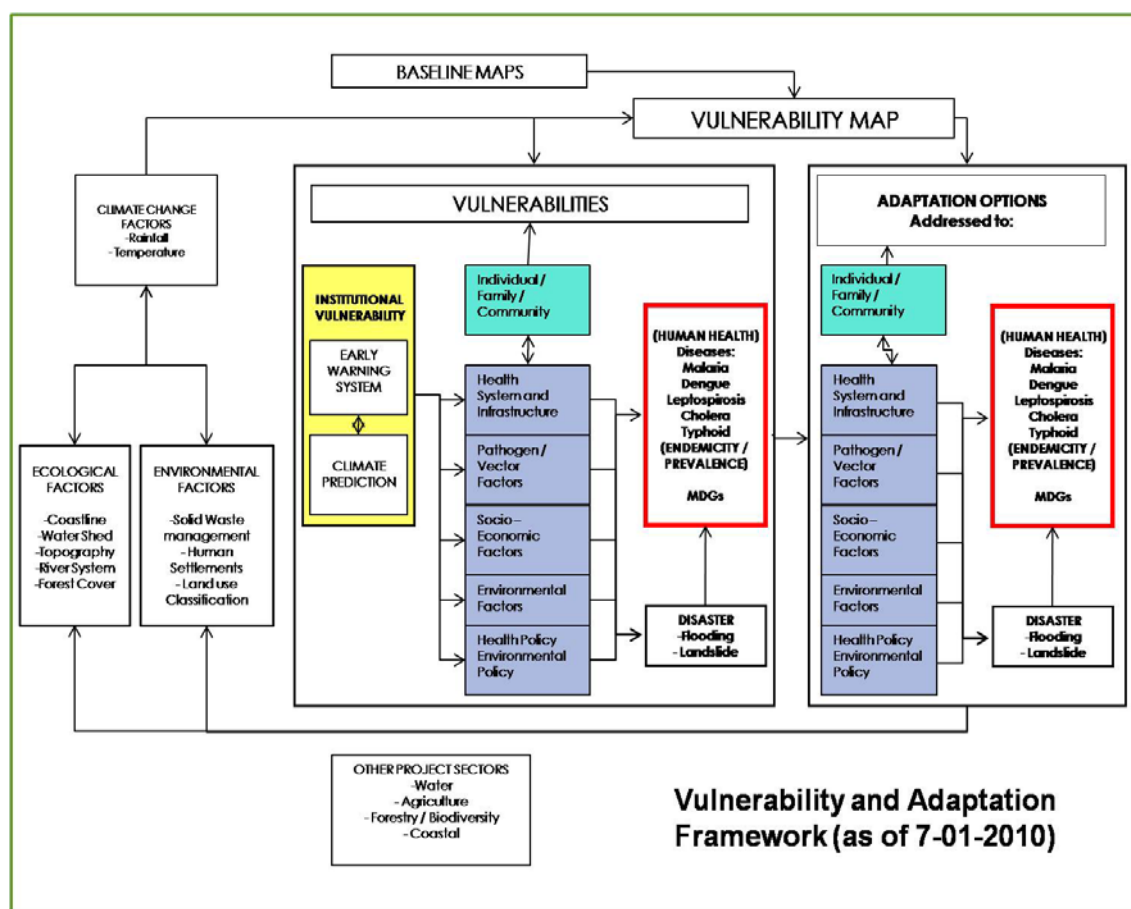 BASELINE MAPS
VULNERABILITY MAP
CLIMATE CHANGE
FACTORS
-Rainfall
-Temperature
ECOLOGICAL
FACTORS
-Coastline
-Water Shed
-Topography
-River System
-Forest Cover
ENVIRONMENTAL
FACTORS
-Solid Waste
management
- Human
Settlements
- Land use
Classification
VULNERABILITIES
INSTITUTIONAL
VULNERABILITY
EARLY
WARNING
SYSTEM
CLIMATE
PREDICTION
Individual /
Family /
Community
Health
System and
Infrastructure
Pathogen /
Vector
Factors
Socio-
Economic
Factors
Environmental
Factors
Health Policy
Environmental
Policy
(HUMAN HEALTH)
Diseases:
Malaria
Dengue
Leptospirosis
Cholera
Typhoid
(ENDEMICITY /
PREVALENCE)
MDGs
DISASTER
-Flooding
- Landslide
ADAPTATION OPTIONS
Addressed to:
Individual /
Family /
Community
Health
System and
Infrastructure
Pathogen /
Vector
Factors
Socio-
Economic
Factors
Environmental
Factors
Health Policy
Environmental
Policy
(HUMAN HEALTH)
Diseases:
Malaria
Dengue
Leptospirosis
Cholera
Typhoid
(ENDEMICITY /
PREVALENCE)
MDGs
DISASTER
-Flooding
- Landslide
OTHER PROJECT SECTORS
-Water
- Agriculture
- Forestry / Biodiversity
-Coastal
Vulnerability and Adaptation
Framework (as of 7-01-2010)